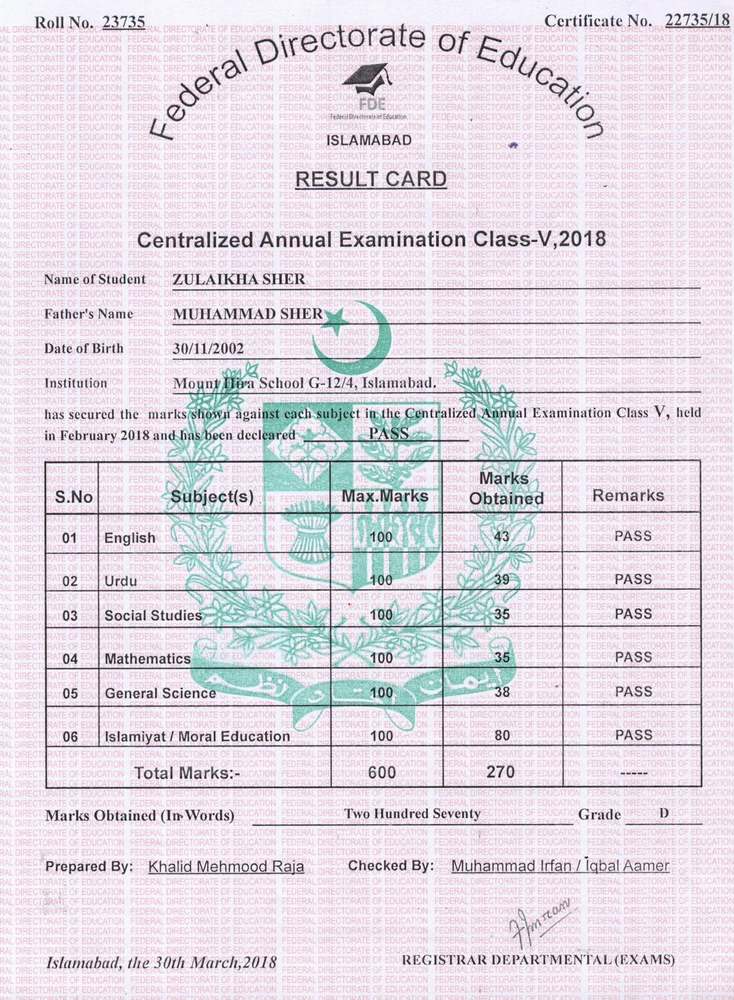 Roll No. 23735 Certificate No. 22735/18
Federal Directorate of Education
FDE
Federal Directorate of Education
ISLAMABAD
RESULT CARD
Centralized Annual Examination Class-V,2018
Name of Student ZULAIKHA SHER
Father's Name MUHAMMAD SHER
Date of Birth 30/11/2002
Institution Mount Hira School G-12/4, Islamabad.
has secured the marks shown against each subject in the Centralized Annual Examination Class V, held
in February 2018 and has been decleared PASS
S.No Subject(s) Max.Marks Marks Obtained Remarks
01 English 100 43 PASS
02 Urdu 100 39 PASS
03 Social Studies 100 35 PASS
04 Mathematics 100 35 PASS
05 General Science 100 38 PASS
06 Islamiyat / Moral Education 100 80 PASS
Total Marks:- 600 270 -----
Marks Obtained (In Words) Two Hundred Seventy Grade D
Prepared By: Khalid Mehmood Raja Checked By: Muhammad Irfan / Iqbal Aamer
Islamabad, the 30th March,2018 REGISTRAR DEPARTMENTAL (EXAMS)